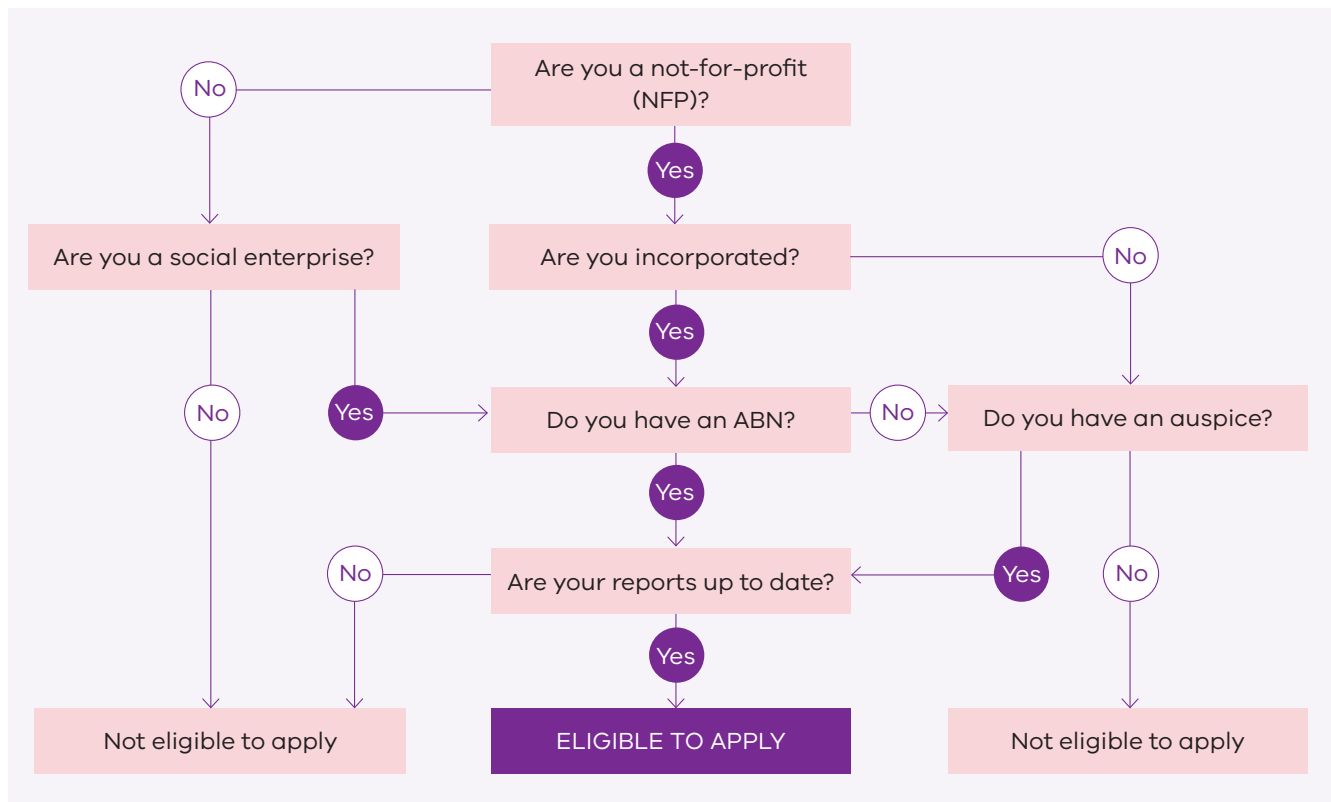 Are you a not-for-profit
(NFP)?
No
Yes
Are you a social enterprise?
Are you incorporated?
No
Yes
No
Yes
Do you have an ABN?
No
Do you have an auspice?
Yes
No
Are your reports up to date?
Yes
No
Yes
Not eligible to apply
ELIGIBLE TO APPLY
Not eligible to apply